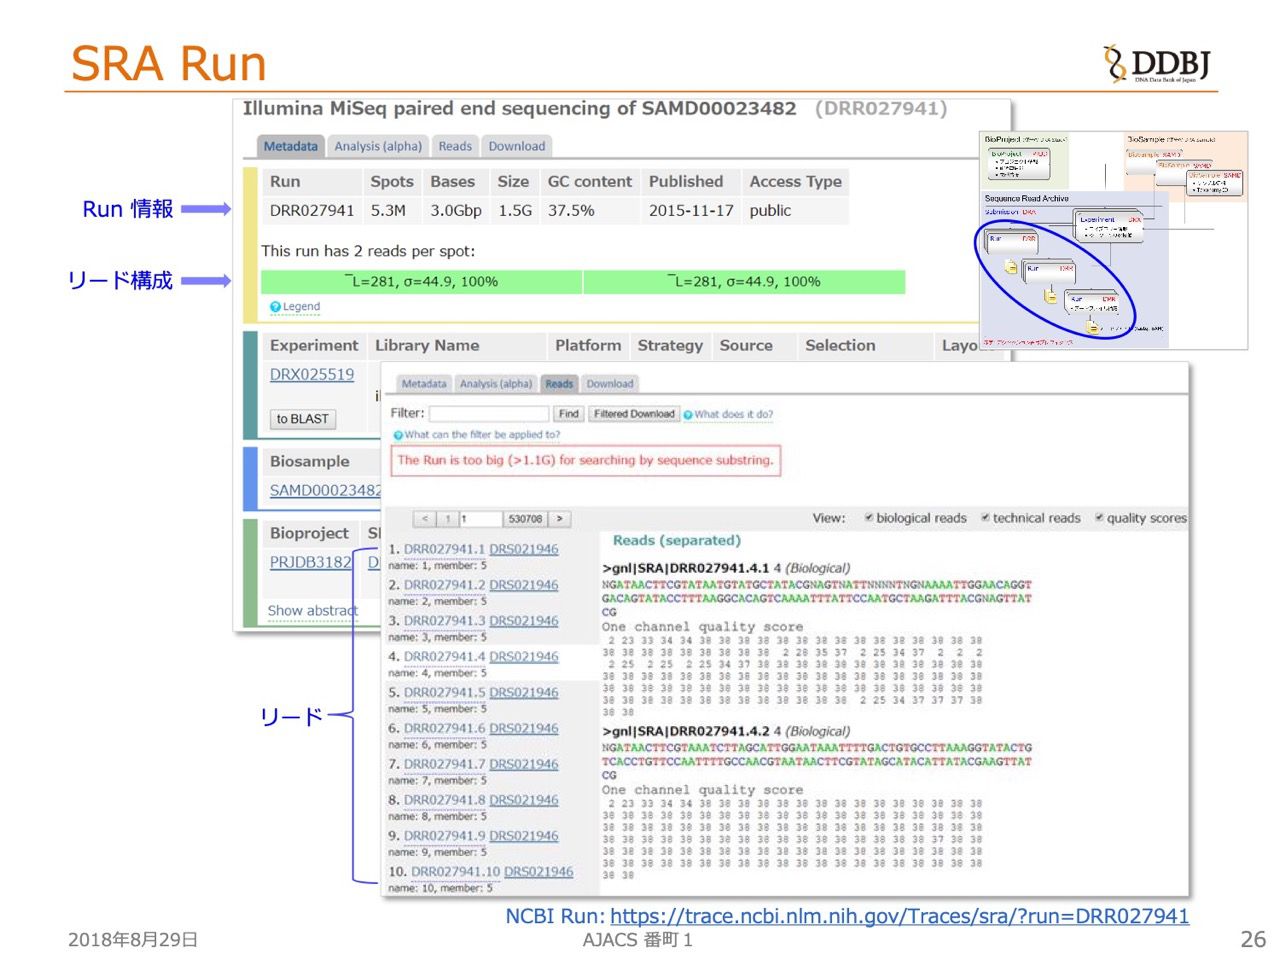 SRA Run
DDBJ
DNA Data Bank of Japan
Illumina MiSeq paired end sequencing of SAMD00023482 (DRR027941)
Metadata Analysis (alpha) Reads Download
Run Spots Bases Size GC content Published Access Type
Run 情報
DRR027941 5.3M 3.0Gbp 1.5G 37.5% 2015-11-17 public
This run has 2 reads per spot:
リード構成
L=281, σ=44.9, 100% L=281, σ=44.9, 100%
Legend
BioProject
BioProject PRJD
BioSample
BioSample SAMD
BioSample SAMD
BioSample SAMD
Sequence Read Archive
Submission DRA
Experiment DRX
Run DRR
Run DRR
Run DRR
Experiment Library Name Platform Strategy Source Selection
DRX025519
to BLAST
Biosample
SAMD00023482
Bioproject
PRJDB3182
Show abstract
Metadata Analysis (alpha) Reads Download
Filter: Find Filtered Download What does it do?
What can the filter be applied to?
The Run is too big (>1.1G) for searching by sequence substring.
< 1 1 530708 > View: biological reads technical reads quality scores
リード
1. DRR027941.1 DRS021946
name: 1, member: 5
2. DRR027941.2 DRS021946
name: 2, member: 5
3. DRR027941.3 DRS021946
name: 3, member: 5
4. DRR027941.4 DRS021946
name: 4, member: 5
5. DRR027941.5 DRS021946
name: 5, member: 5
6. DRR027941.6 DRS021946
name: 6, member: 5
7. DRR027941.7 DRS021946
name: 7, member: 5
8. DRR027941.8 DRS021946
name: 8, member: 5
9. DRR027941.9 DRS021946
name: 9, member: 5
10. DRR027941.10 DRS021946
name: 10, member: 5
Reads (separated)
>gnl|SRA|DRR027941.4.1 4 (Biological)
NGATAACTTCGTATAATGTATGCTATACGNAGTNATTNNNNTNGNAAAATTGGAACAGGT
GACAGTATACCTTTAAGGCACAGTCAAAATTTATTCCAATGCTAAGATTTACGNAGTTAT
CG
One channel quality score
2 23 33 34 34 38 38 38 38 38 38 38 38 38 38 38 38 38 38 38
38 38 38 38 38 38 38 38 38 2 28 35 37 2 25 34 37 2 2 2
2 25 2 25 2 25 34 37 38 38 38 38 38 38 38 38 38 38 38 38
38 38 38 38 38 38 38 38 38 38 38 38 38 38 38 38 38 38 38 38
38 38 38 38 38 38 38 38 38 38 38 38 38 38 38 38 38 38 38 38
38 38 38 38 38 38 38 38 38 38 38 38 38 2 25 34 37 37 37 38
38 38
>gnl|SRA|DRR027941.4.2 4 (Biological)
NGATAACTTCGTAAATCTTAGCATTGGAATAAATTTTGACTGTGCCTTAAAGGTATACTG
TCACCTGTTCCAATTTTGCCAACGTAATAACTTCGTATAGCATACATTATACGAAGTTAT
CG
One channel quality score
2 23 33 34 34 38 38 38 38 38 38 38 38 38 38 38 38 38 38 38
38 38 38 38 38 38 38 38 38 38 38 38 38 38 38 38 38 38 38 38
38 38 38 38 38 38 38 38 38 38 38 38 38 38 38 38 38 38 38 38
38 38 38 38 38 38 38 38 38 38 38 38 38 38 38 38 38 37 38 38
38 38 38 38 38 38 38 38 38 38 38 38 38 38 38 38 38 38 38 38
38 38 38 38 38 38 38 38 38 38 38 38 38 38 38 38 38 38 38 38
38 38
NCBI Run: https://trace.ncbi.nlm.nih.gov/Traces/sra/?run=DRR027941
2018年8月29日
AJACS 番町１
26